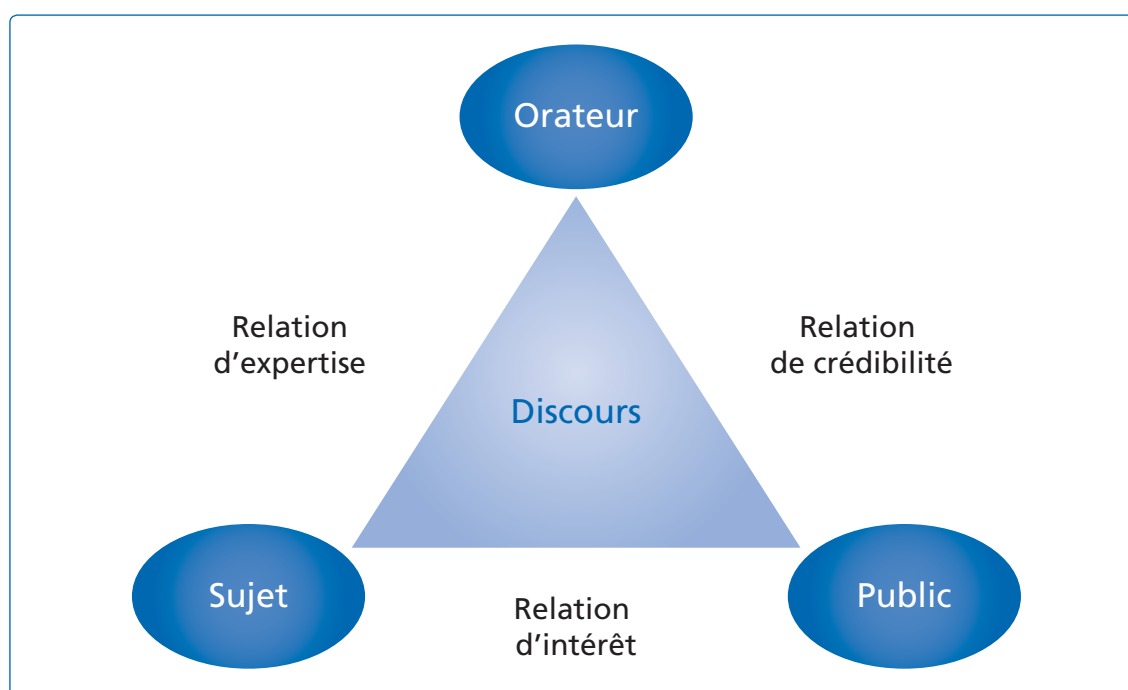 Orateur
Relation
d’expertise
Relation
de crédibilité
Discours
Sujet
Relation
d’intérêt
Public